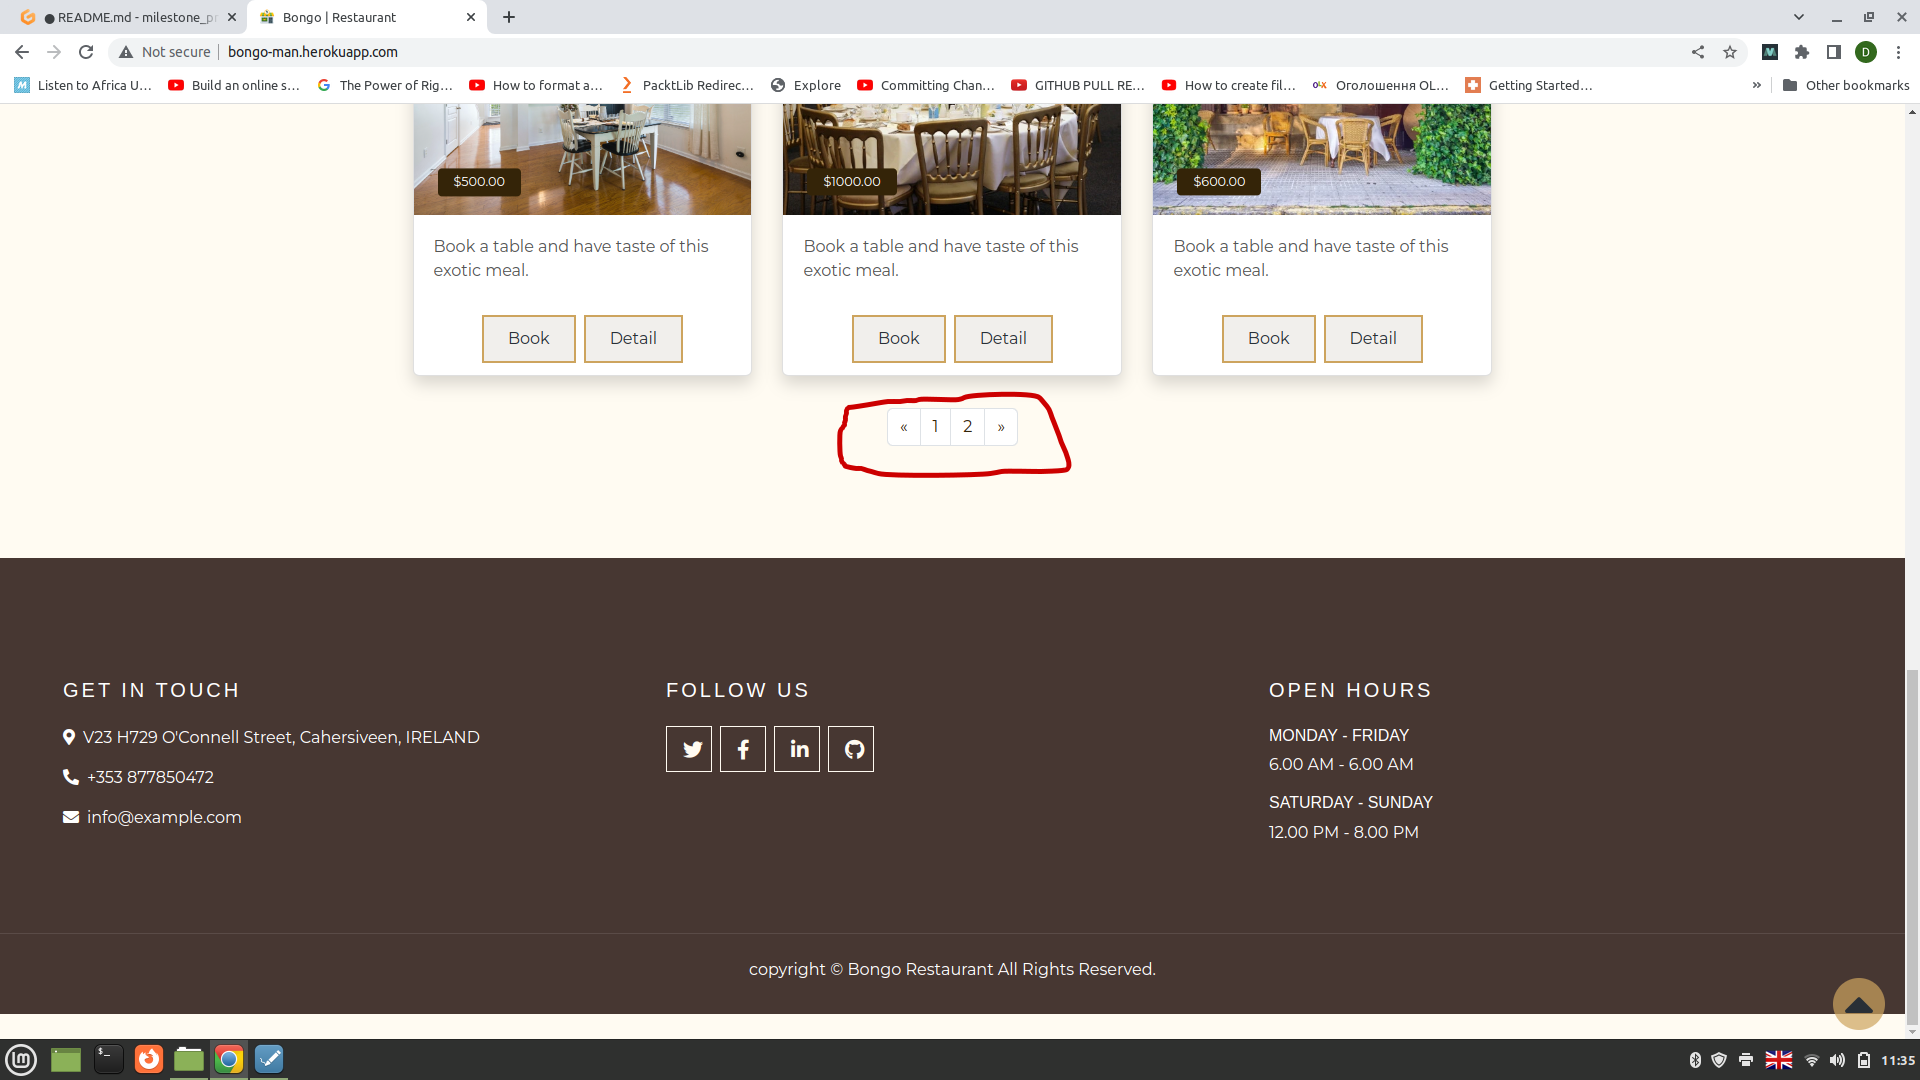 README.md - milestone_pr
Bongo | Restaurant
Not secure
bongo-man.herokuapp.com
D
Listen to Africa U...
Build an online s...
The Power of Rig...
How to format a...
PacktLib Redirec...
Explore
Committing Chan...
GITHUB PULL RE...
How to create fil...
Оголошення OL...
Getting Started...
»
Other bookmarks
$500.00
$1000.00
$600.00
Book a table and have taste of this
exotic meal.
Book Detail
Book a table and have taste of this
exotic meal.
Book Detail
Book a table and have taste of this
exotic meal.
Book Detail
« 1 2 »
GET IN TOUCH
V23 H729 O'Connell Street, Cahersiveen, IRELAND
+353 877850472
info@example.com
FOLLOW US
OPEN HOURS
MONDAY - FRIDAY
6.00 AM - 6.00 AM
SATURDAY - SUNDAY
12.00 PM - 8.00 PM
copyright © Bongo Restaurant All Rights Reserved.
11:35